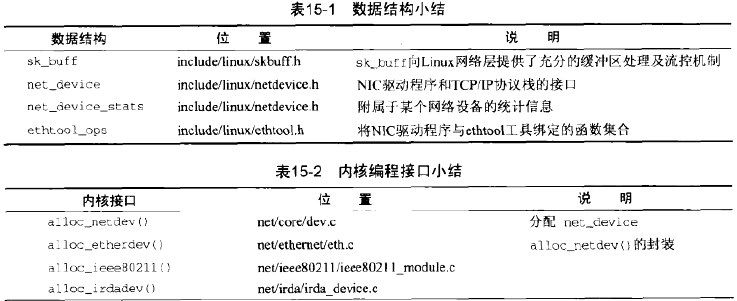 表15-1 数据结构小结
数据结构 位 置 说 明
sk_buff include/linux/skbuff.h sk_buff向Linux网络层提供了充分的缓冲区处理及流控机制
net_device include/linux/netdevice.h NIC驱动程序和TCP/IP协议栈的接口
net_device_stats include/linux/netdevice.h 附属于某个网络设备的统计信息
ethtool_ops include/linux/ethtool.h 将NIC驱动程序与ethtool工具绑定的函数集合
表15-2 内核编程接口小结
内核接口 位 置 说 明
alloc_netdev() net/core/dev.c 分配 net_device
alloc_etherdev() net/ethernet/eth.c alloc_netdev()的封装
alloc_ieee80211() net/ieee80211/ieee80211_module.c
alloc_irdadev() net/irda/irda_device.c